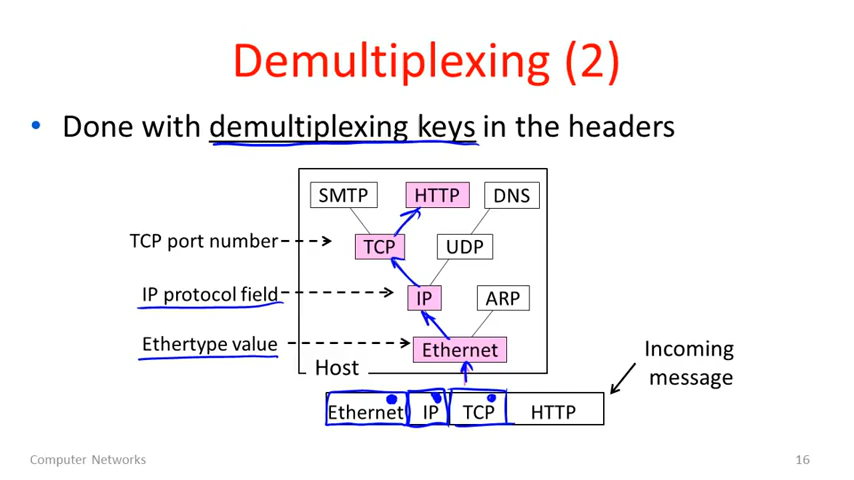 Demultiplexing (2)
• Done with demultiplexing keys in the headers
SMTP HTTP DNS
TCP port number TCP UDP
IP protocol field IP ARP
Ethertype value Ethernet
Host
Incoming
message
Ethernet IP TCP HTTP
Computer Networks 16